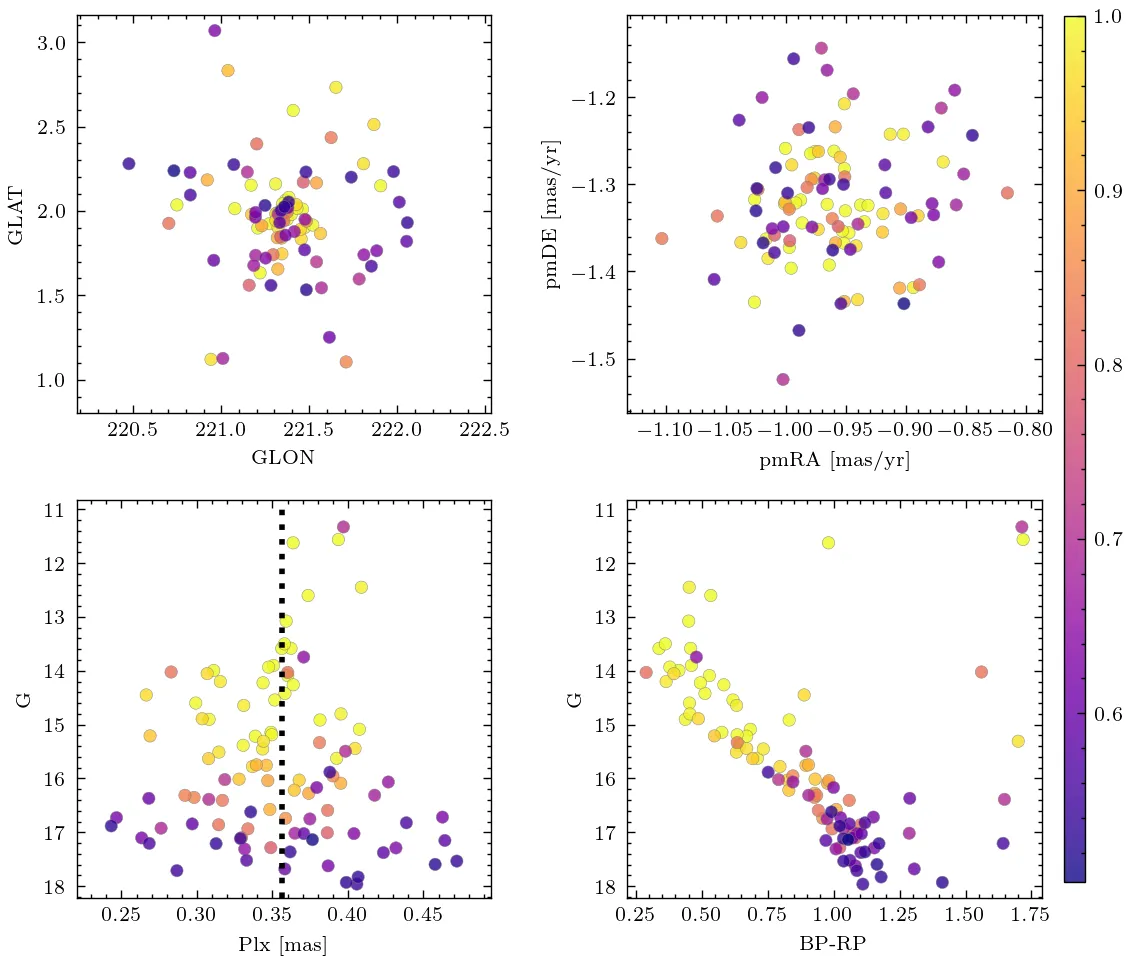 3.0
2.5
2.0
1.5
1.0
GLAT
220.5 221.0 221.5 222.0 222.5
GLON
−1.2
−1.3
−1.4
−1.5
pmDE [mas/yr]
−1.10 −1.05 −1.00 −0.95 −0.90 −0.85 −0.80
pmRA [mas/yr]
1.0
0.9
0.8
0.7
0.6
11
12
13
14
15
16
17
18
G
0.25 0.30 0.35 0.40 0.45
Plx [mas]
11
12
13
14
15
16
17
18
G
0.25 0.50 0.75 1.00 1.25 1.50 1.75
BP-RP